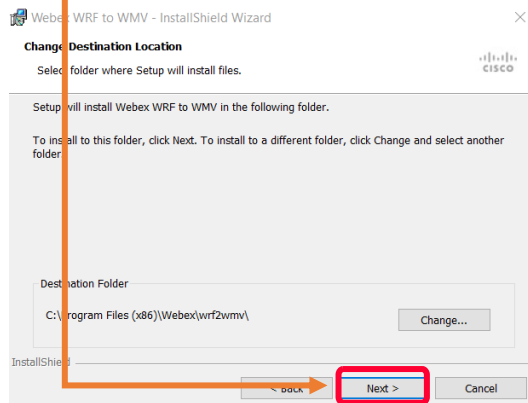 Webex WRF to WMV - InstallShield Wizard
Change Destination Location
Select folder where Setup will install files.
CISCO
Setup will install Webex WRF to WMV in the following folder.
To install to this folder, click Next. To install to a different folder, click Change and select another
folder.
Destination Folder
C:\Program Files (x86)\Webex\wrf2wmv\
Change...
InstallShield
< Back
Next >
Cancel